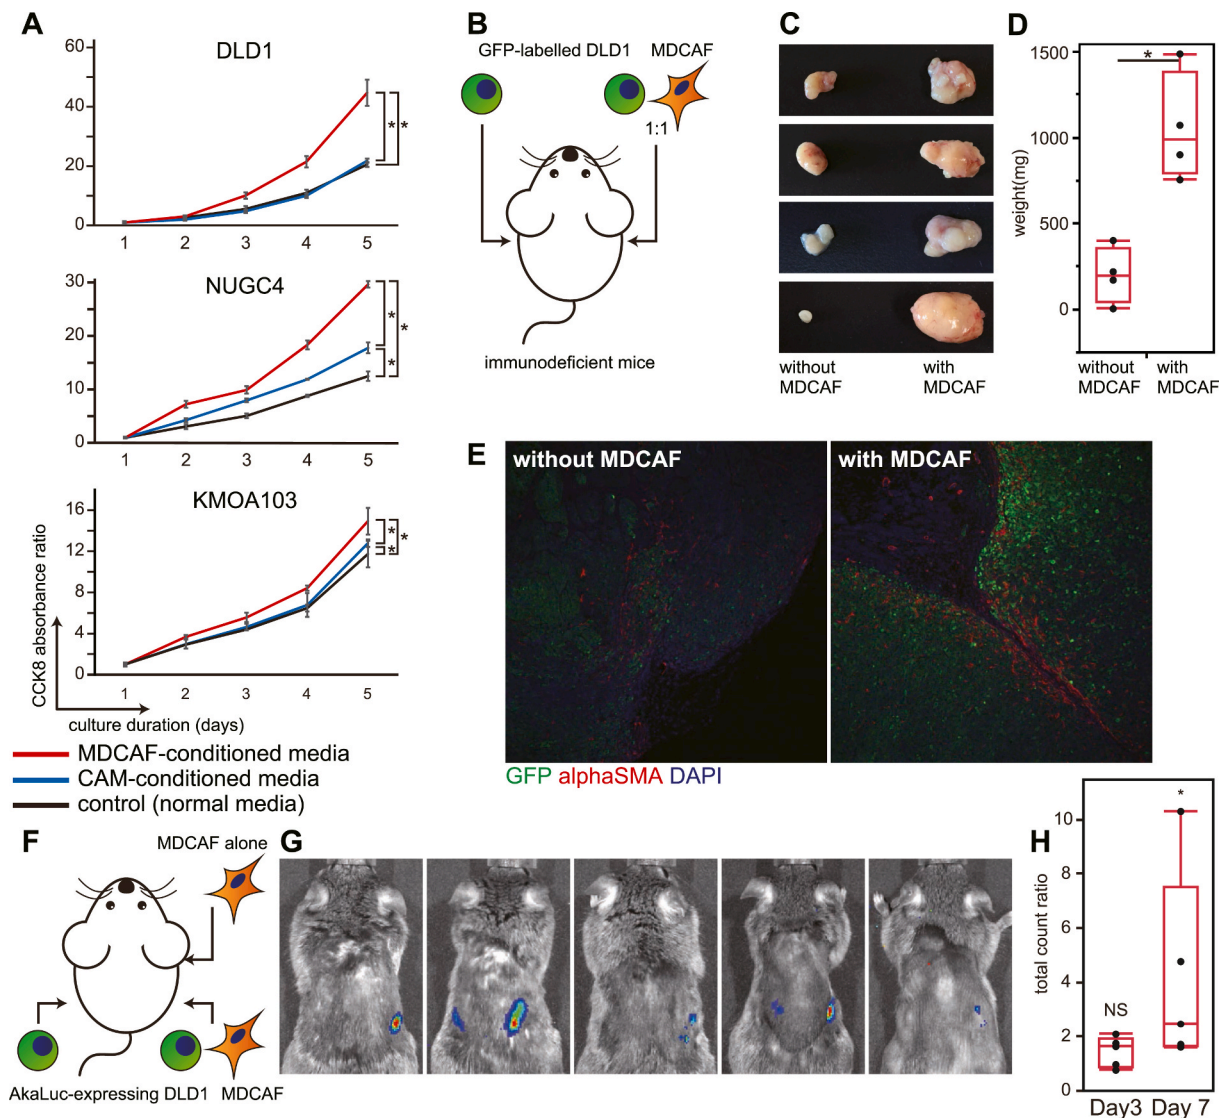 A
DLD1
60
40
20
0
1 2 3 4 5
* *
NUGC4
30
20
10
0
1 2 3 4 5
* * *
KMOA103
16
12
8
4
0
1 2 3 4 5
* * *
CCK8 absorbance ratio
culture duration (days)
MDCAF-conditioned media
CAM-conditioned media
control (normal media)
B
GFP-labelled DLD1 MDCAF
1:1
immunodeficient mice
C
without MDCAF
with MDCAF
D
1500
1000
500
0
weight(mg)
*
without MDCAF
with MDCAF
E
without MDCAF
with MDCAF
GFP alphaSMA DAPI
F
MDCAF alone
AkaLuc-expressing DLD1 MDCAF
G
H
10
8
6
4
2
0
total count ratio
NS
*
Day3 Day 7